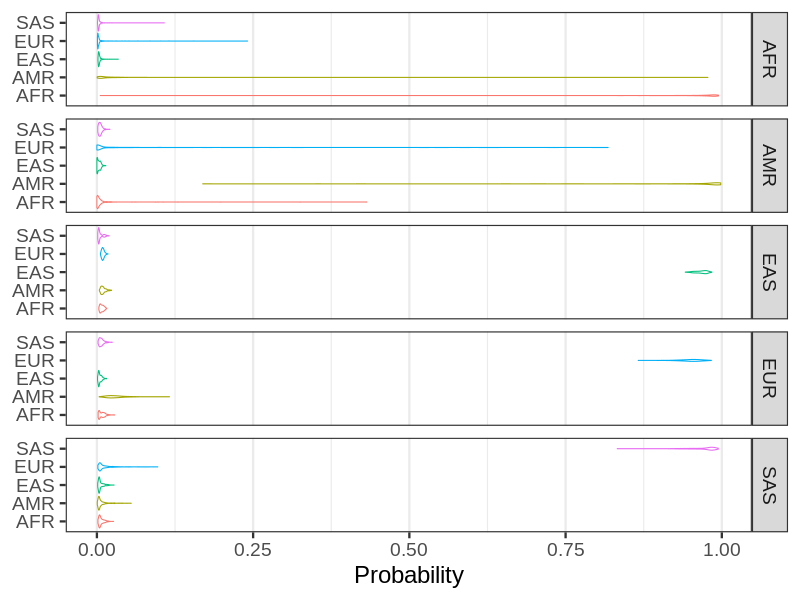 SAS
EUR
EAS
AMR
AFR
AFR
SAS
EUR
EAS
AMR
AFR
AMR
SAS
EUR
EAS
AMR
AFR
EAS
SAS
EUR
EAS
AMR
AFR
EUR
SAS
EUR
EAS
AMR
AFR
SAS
0.00 0.25 0.50 0.75 1.00
Probability